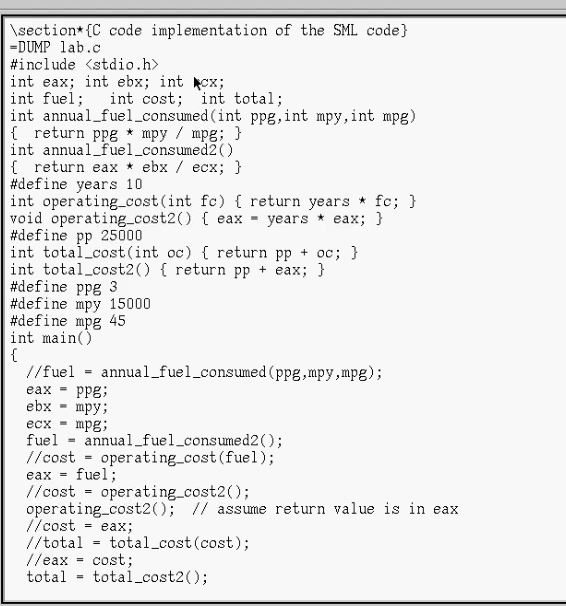 \section*{C code implementation of the SML code}
=DUMP lab.c
#include <stdio.h>
int eax; int ebx; int ecx;
int fuel;   int cost;  int total;
int annual_fuel_consumed(int ppg,int mpy,int mpg)
{  return ppg * mpy / mpg; }
int annual_fuel_consumed2()
{  return eax * ebx / ecx; }
#define years 10
int operating_cost(int fc) { return years * fc; }
void operating_cost2() { eax = years * eax; }
#define pp 25000
int total_cost(int oc) { return pp + oc; }
int total_cost2() { return pp + eax; }
#define ppg 3
#define mpy 15000
#define mpg 45
int main()
{
  //fuel = annual_fuel_consumed(ppg,mpy,mpg);
  eax = ppg;
  ebx = mpy;
  ecx = mpg;
  fuel = annual_fuel_consumed2();
  //cost = operating_cost(fuel);
  eax = fuel;
  //cost = operating_cost2();
  operating_cost2();  // assume return value is in eax
  //cost = eax;
  //total = total_cost(cost);
  //eax = cost;
  total = total_cost2();